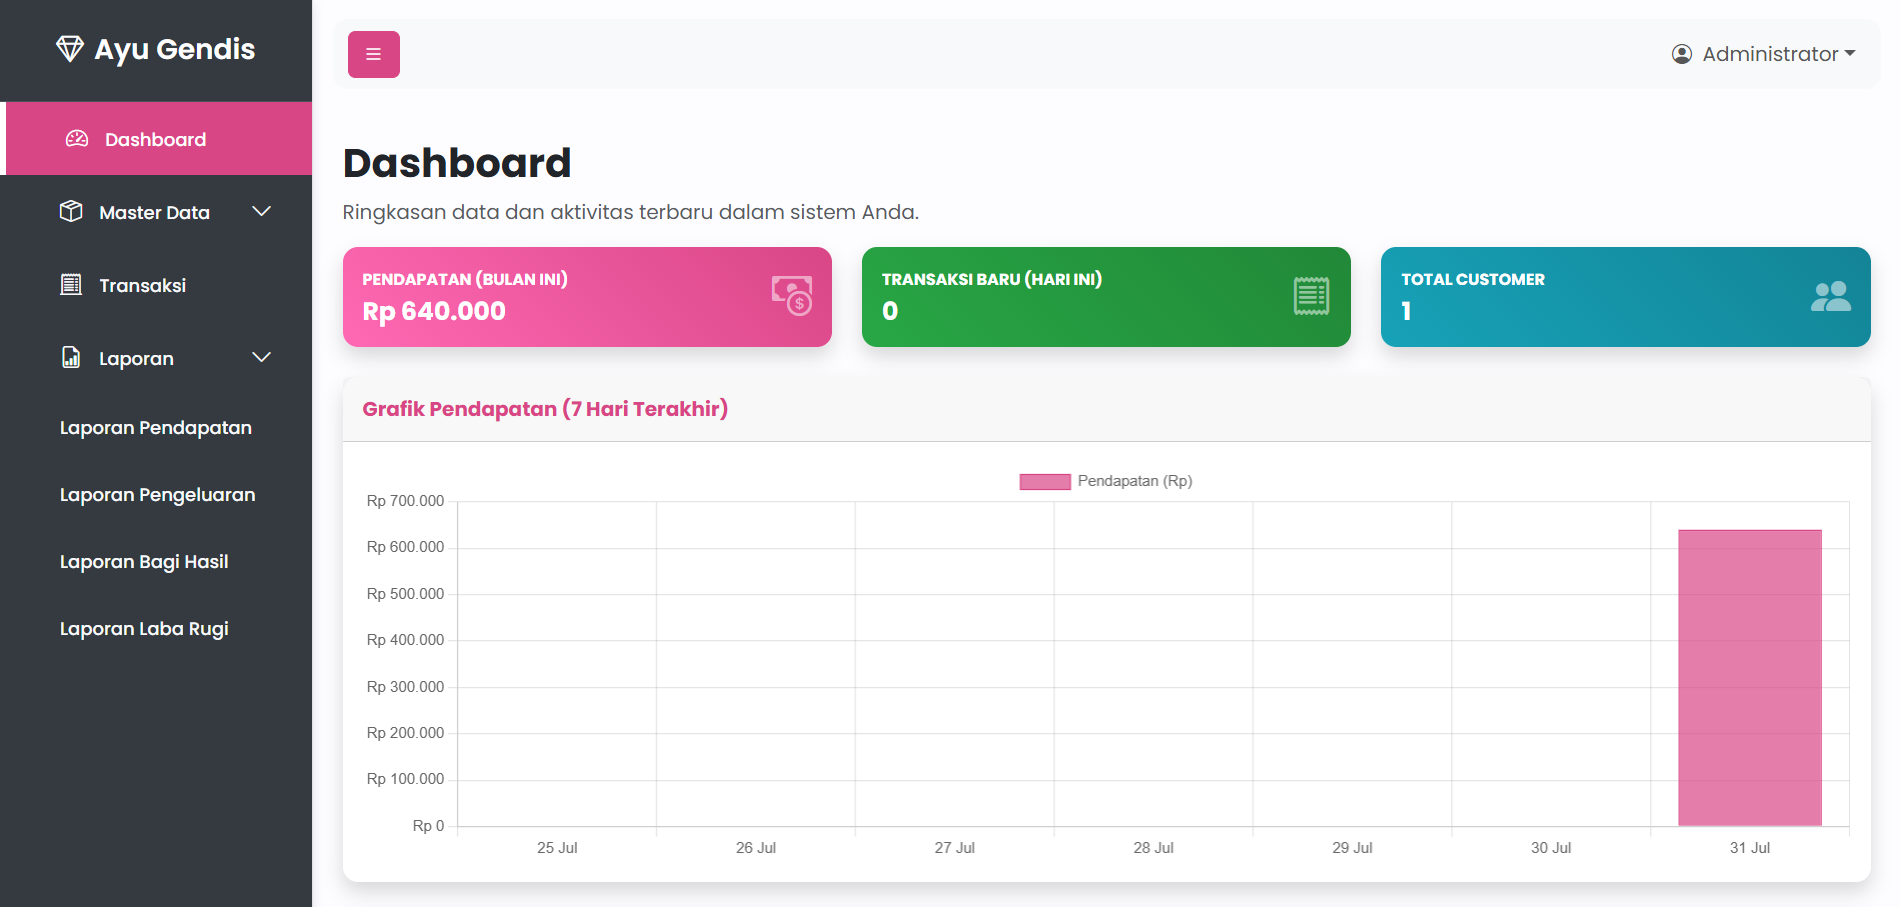 Ayu Gendis
Dashboard
Master Data
Transaksi
Laporan
Laporan Pendapatan
Laporan Pengeluaran
Laporan Bagi Hasil
Laporan Laba Rugi
Administrator
Dashboard
Ringkasan data dan aktivitas terbaru dalam sistem Anda.
PENDAPATAN (BULAN INI)
Rp 640.000
TRANSAKSI BARU (HARI INI)
0
TOTAL CUSTOMER
1
Grafik Pendapatan (7 Hari Terakhir)
Pendapatan (Rp)
Rp 700.000
Rp 600.000
Rp 500.000
Rp 400.000
Rp 300.000
Rp 200.000
Rp 100.000
Rp 0
25 Jul 26 Jul 27 Jul 28 Jul 29 Jul 30 Jul 31 Jul